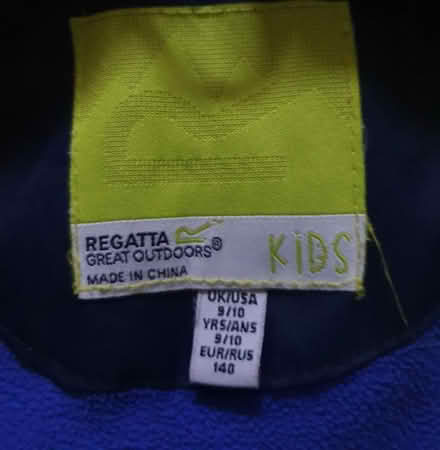 REGATTA
GREAT OUTDOORS®
KiDS
MADE IN CHINA
UK/USA
9/10
YRS/ANS
9/10
EUR/RUS
140